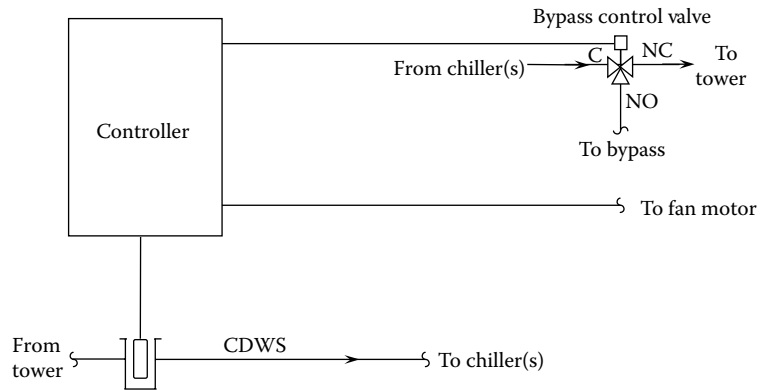 Bypass control valve
C
NC
To
tower
From chiller(s)
NO
To bypass
Controller
To fan motor
From
tower
CDWS
To chiller(s)